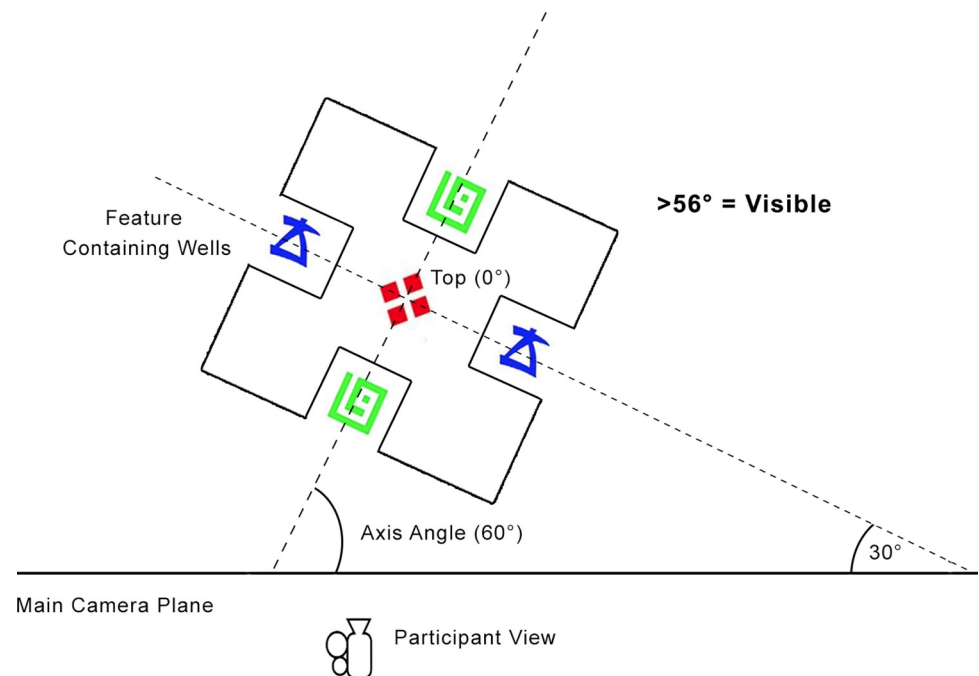 >56° = Visible
Feature
Containing Wells
Top (0°)
Axis Angle (60°)
30°
Main Camera Plane
Participant View